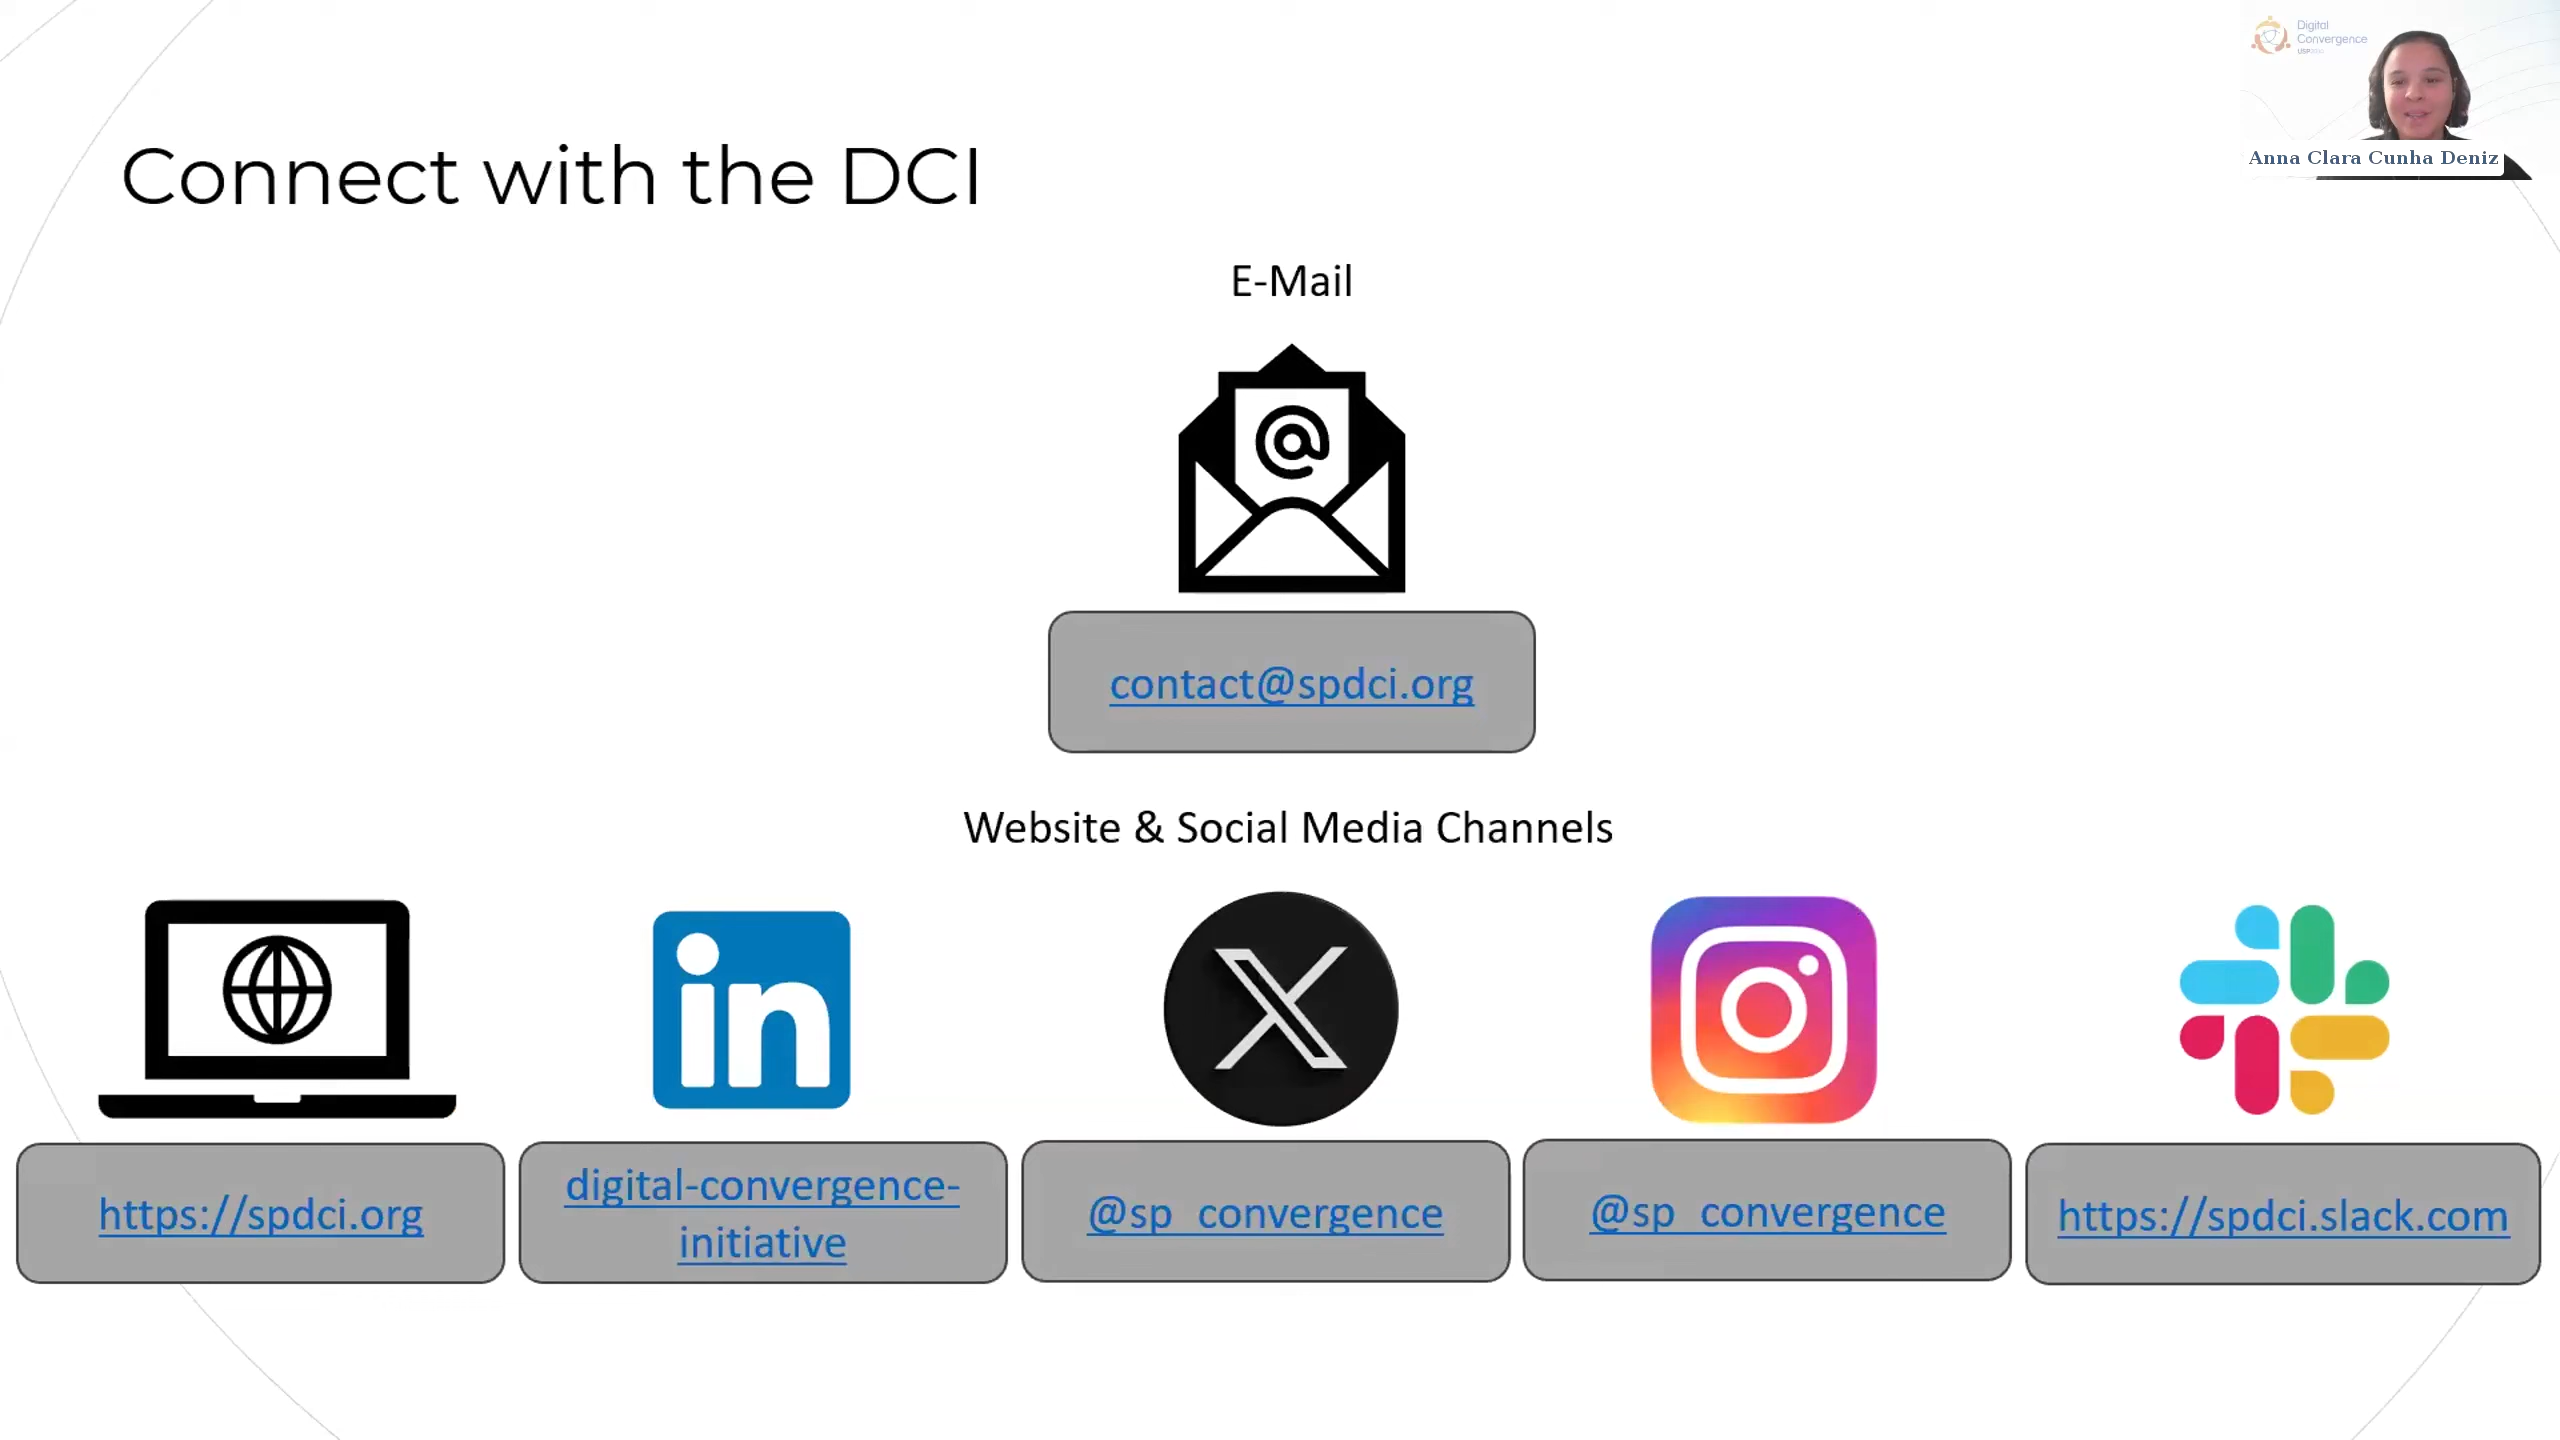 Digital
Convergence
Anna Clara Cunha Deniz
Connect with the DCI
E-Mail
@
contact@spdci.org
Website & Social Media Channels
in
X
https://spdci.org
digital-convergence-
initiative
@sp_convergence
@sp_convergence
https://spdci.slack.com